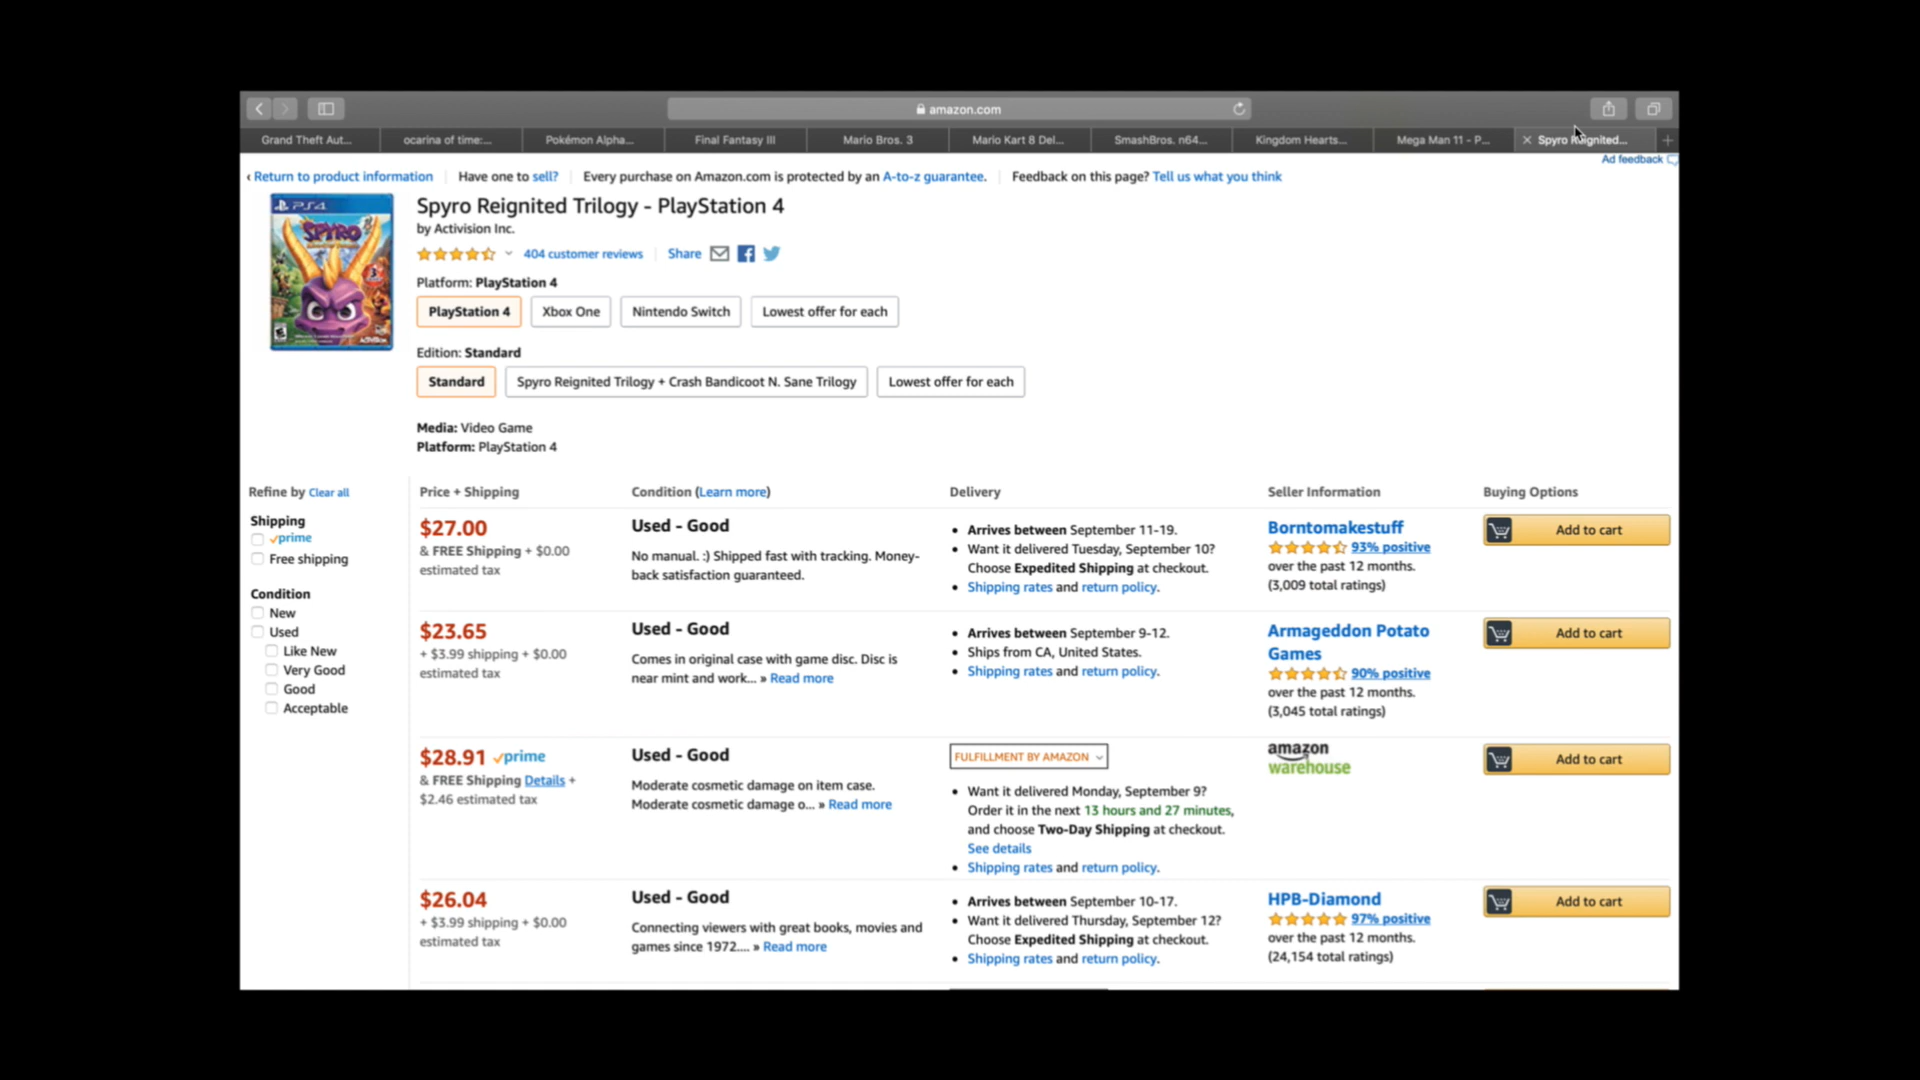 amazon.com
Grand Theft Aut...
ocarina of time:...
Pokémon Alpha...
Final Fantasy III
Mario Bros. 3
Mario Kart 8 Del...
SmashBros. n64...
Kingdom Hearts...
Mega Man 11 - P...
Spyro Reignited...
Ad feedback
‹ Return to product information | Have one to sell? | Every purchase on Amazon.com is protected by an A-to-z guarantee. | Feedback on this page? Tell us what you think
PS4
SPYRO
Spyro Reignited Trilogy - PlayStation 4
by Activision Inc.
404 customer reviews | Share
Platform: PlayStation 4
PlayStation 4
Xbox One
Nintendo Switch
Lowest offer for each
Edition: Standard
Standard
Spyro Reignited Trilogy + Crash Bandicoot N. Sane Trilogy
Lowest offer for each
Media: Video Game
Platform: PlayStation 4
Refine by Clear all
Shipping
prime
Free shipping
Condition
New
Used
Like New
Very Good
Good
Acceptable
Price + Shipping
Condition (Learn more)
Delivery
Seller Information
Buying Options
$27.00
& FREE Shipping + $0.00
estimated tax
Used - Good
No manual. :) Shipped fast with tracking. Money-
back satisfaction guaranteed.
• Arrives between September 11-19.
• Want it delivered Tuesday, September 10?
Choose Expedited Shipping at checkout.
• Shipping rates and return policy.
Borntomakestuff
93% positive
over the past 12 months.
(3,009 total ratings)
Add to cart
$23.65
+ $3.99 shipping + $0.00
estimated tax
Used - Good
Comes in original case with game disc. Disc is
near mint and work... » Read more
• Arrives between September 9-12.
• Ships from CA, United States.
• Shipping rates and return policy.
Armageddon Potato
Games
90% positive
over the past 12 months.
(3,045 total ratings)
Add to cart
$28.91 prime
& FREE Shipping Details +
$2.46 estimated tax
Used - Good
Moderate cosmetic damage on item case.
Moderate cosmetic damage o... » Read more
FULFILLMENT BY AMAZON
• Want it delivered Monday, September 9?
Order it in the next 13 hours and 27 minutes,
and choose Two-Day Shipping at checkout.
See details
• Shipping rates and return policy.
amazon
warehouse
Add to cart
$26.04
+ $3.99 shipping + $0.00
estimated tax
Used - Good
Connecting viewers with great books, movies and
games since 1972.... » Read more
• Arrives between September 10-17.
• Want it delivered Thursday, September 12?
Choose Expedited Shipping at checkout.
• Shipping rates and return policy.
HPB-Diamond
97% positive
over the past 12 months.
(24,154 total ratings)
Add to cart